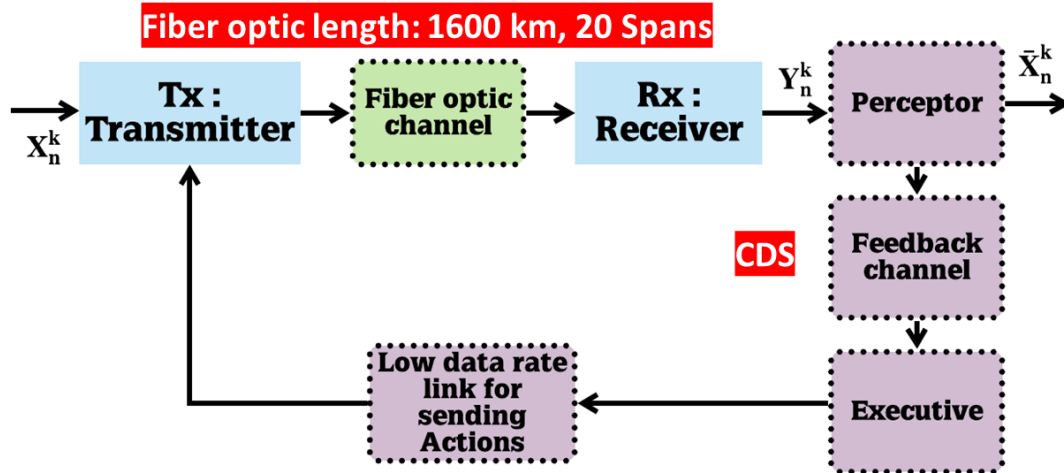 Fiber optic length: 1600 km, 20 Spans
Tx :
Transmitter
Fiber optic
channel
Rx :
Receiver
Perceptor
X_n^k
Y_n^k
X̄_n^k
CDS
Feedback
channel
Low data rate
link for
sending
Actions
Executive